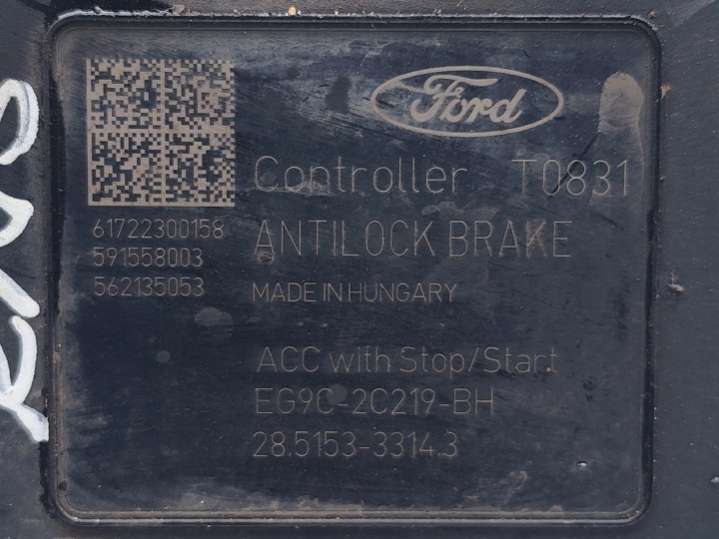 Ford
Controller T0831
61722300158
591558003
562135053
ANTILOCK BRAKE
MADE IN HUNGARY
ACC with Stop/Start
EG9C-2C219-BH
28.5153-3314.3